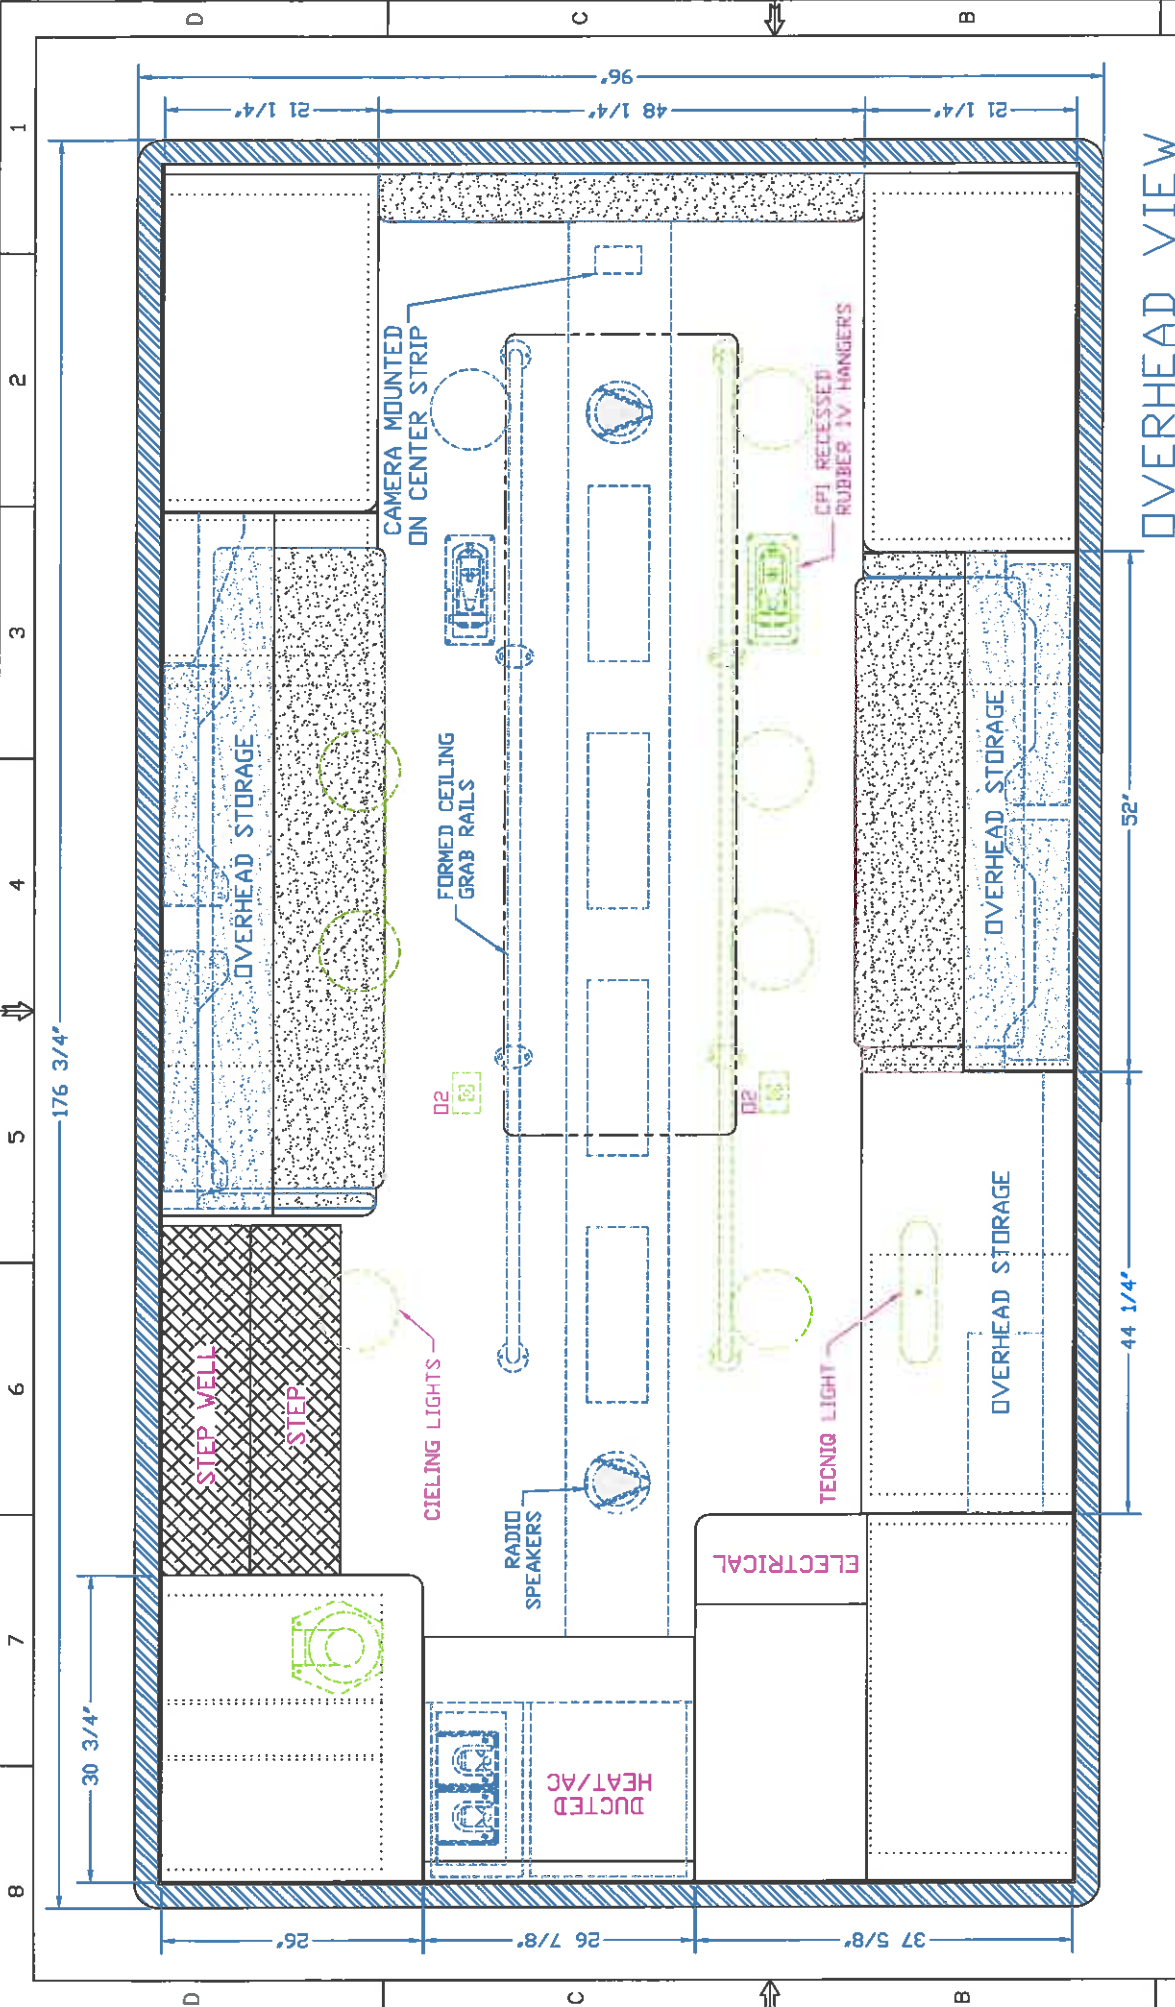 8
7
6
5
4
3
2
1
D
C
B
D
C
B
176 3/4"
30 3/4"
96"
21 1/4"
48 1/4"
21 1/4"
26"
26 7/8"
37 5/8"
52"
44 1/4"
STEP WELL
STEP
OVERHEAD STORAGE
CAMERA MOUNTED
ON CENTER STRIP
FORMED CEILING
GRAB RAILS
O2
O2
CIELING LIGHTS
RADIO
SPEAKERS
CPI RECESSED
RUBBER IV HANGERS
DUCTED
HEAT/AC
ELECTRICAL
TECNIQ LIGHT
OVERHEAD STORAGE
OVERHEAD STORAGE
OVERHEAD VIEW